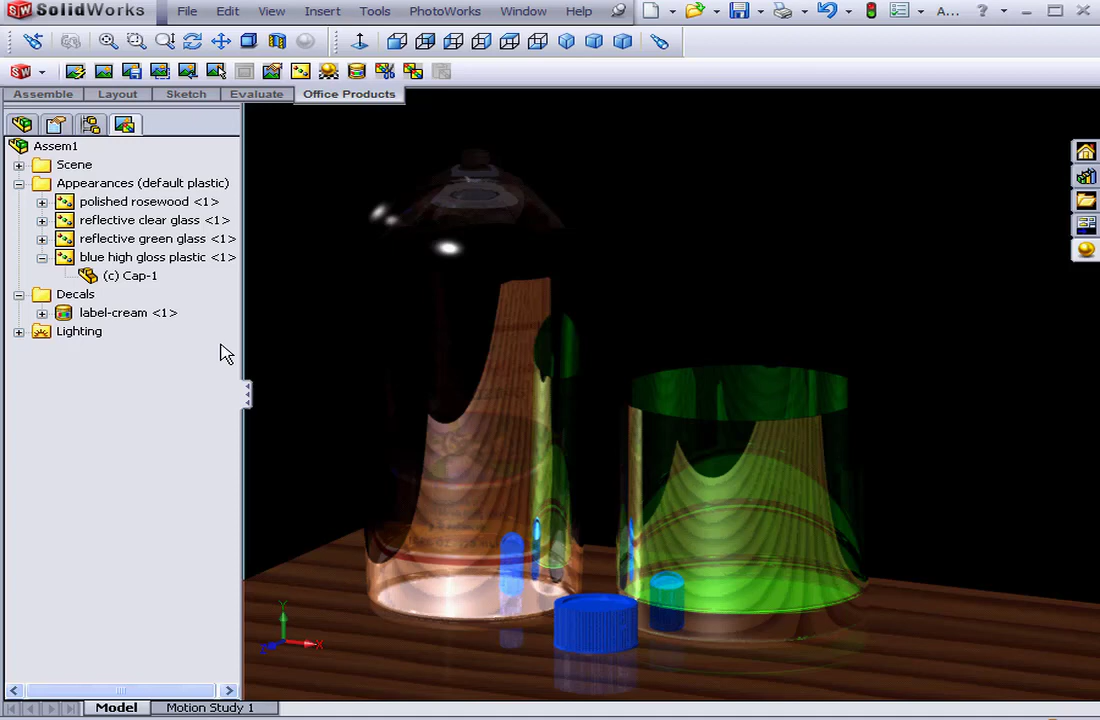 SW SolidWorks File Edit View Insert Tools PhotoWorks Window Help A... ?
Assemble Layout Sketch Evaluate Office Products
Assem1
Scene
Appearances (default plastic)
polished rosewood <1>
reflective clear glass <1>
reflective green glass <1>
blue high gloss plastic <1>
(c) Cap-1
Decals
label-cream <1>
Lighting
Y
Z X
Model Motion Study 1